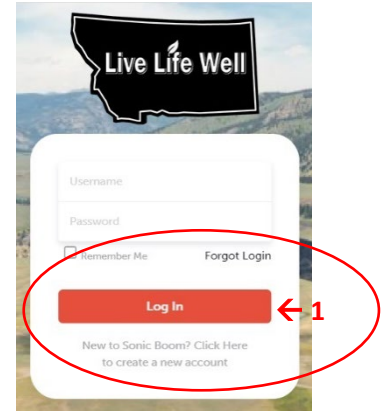 Live Life Well
Username
Password
Remember Me Forgot Login
Log In ← 1
New to Sonic Boom? Click Here
to create a new account